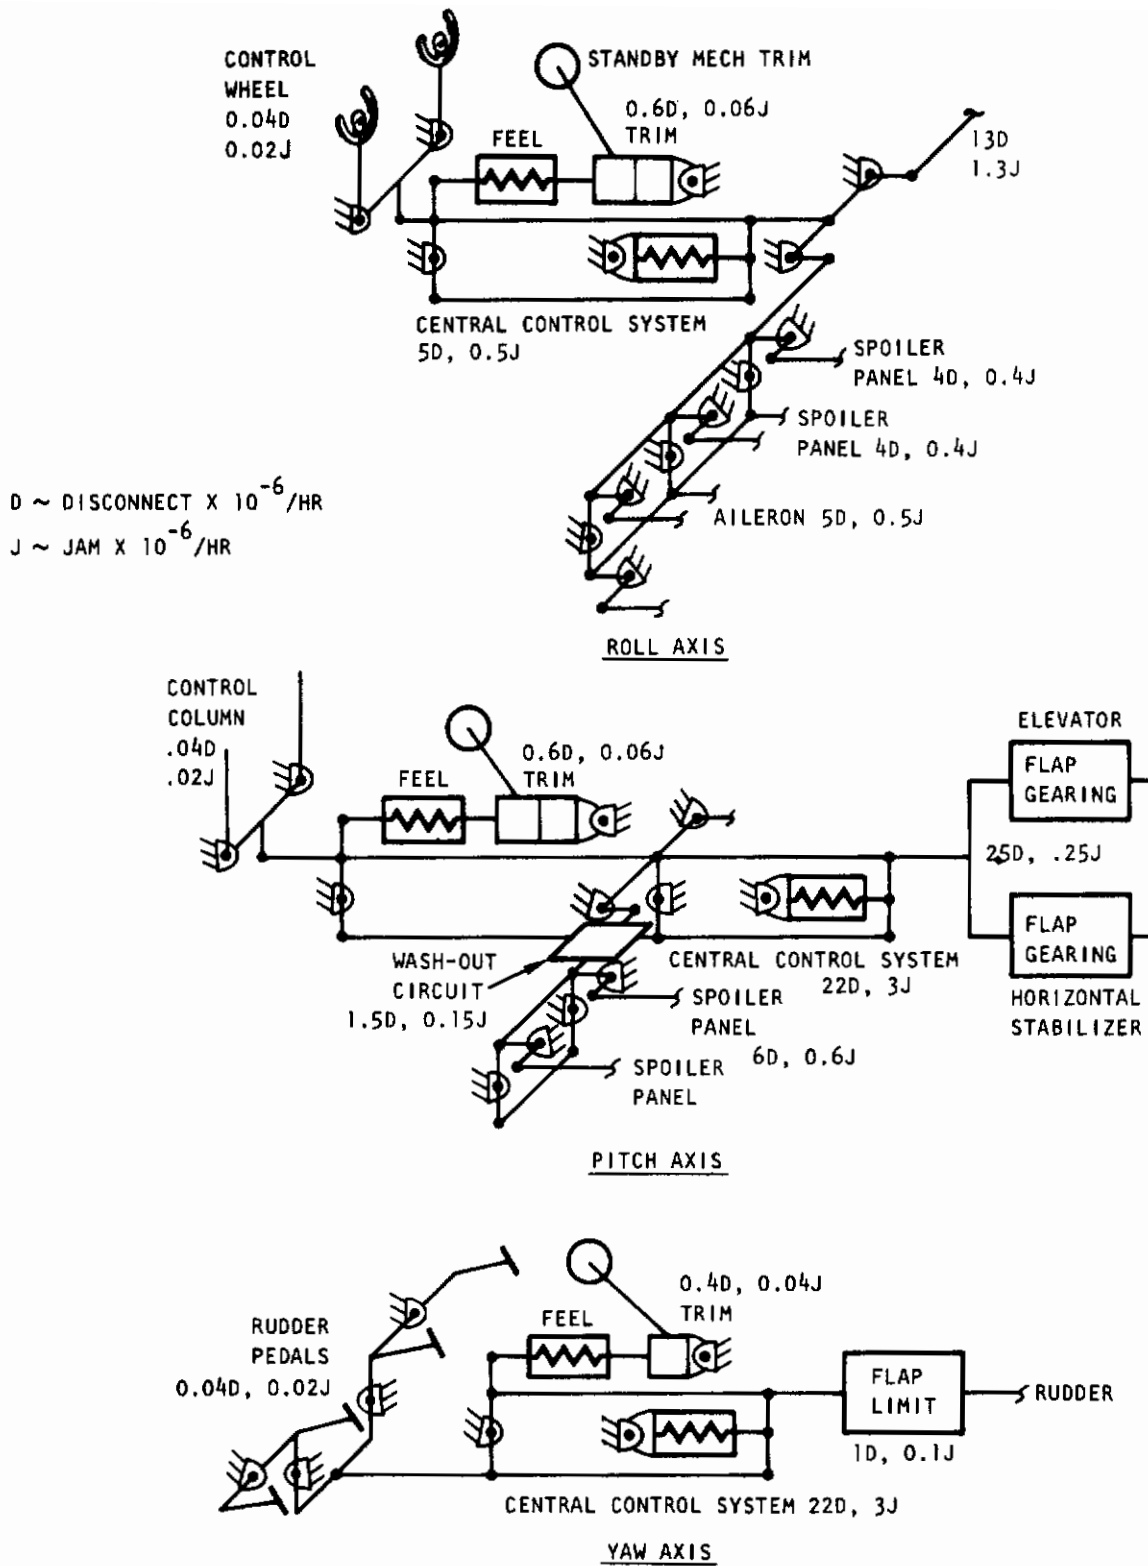 CONTROL
WHEEL
0.04D
0.02J
STANDBY MECH TRIM
0.6D, 0.06J
TRIM
FEEL
13D
1.3J
CENTRAL CONTROL SYSTEM
5D, 0.5J
SPOILER
PANEL 4D, 0.4J
SPOILER
PANEL 4D, 0.4J
AILERON 5D, 0.5J
D ~ DISCONNECT X 10-6/HR
J ~ JAM X 10-6/HR
ROLL AXIS
CONTROL
COLUMN
.04D
.02J
0.6D, 0.06J
TRIM
FEEL
ELEVATOR
FLAP
GEARING
25D, .25J
FLAP
GEARING
HORIZONTAL
STABILIZER
WASH-OUT
CIRCUIT
1.5D, 0.15J
CENTRAL CONTROL SYSTEM
22D, 3J
SPOILER
PANEL
6D, 0.6J
SPOILER
PANEL
PITCH AXIS
RUDDER
PEDALS
0.04D, 0.02J
0.4D, 0.04J
TRIM
FEEL
FLAP
LIMIT
RUDDER
1D, 0.1J
CENTRAL CONTROL SYSTEM 22D, 3J
YAW AXIS